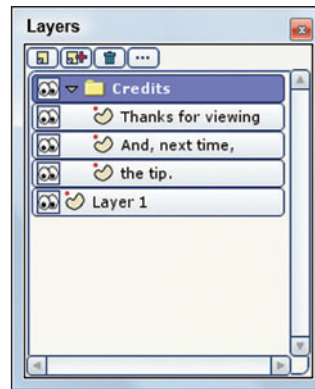 Layers
Credits
Thanks for viewing
And, next time,
the tip.
Layer 1